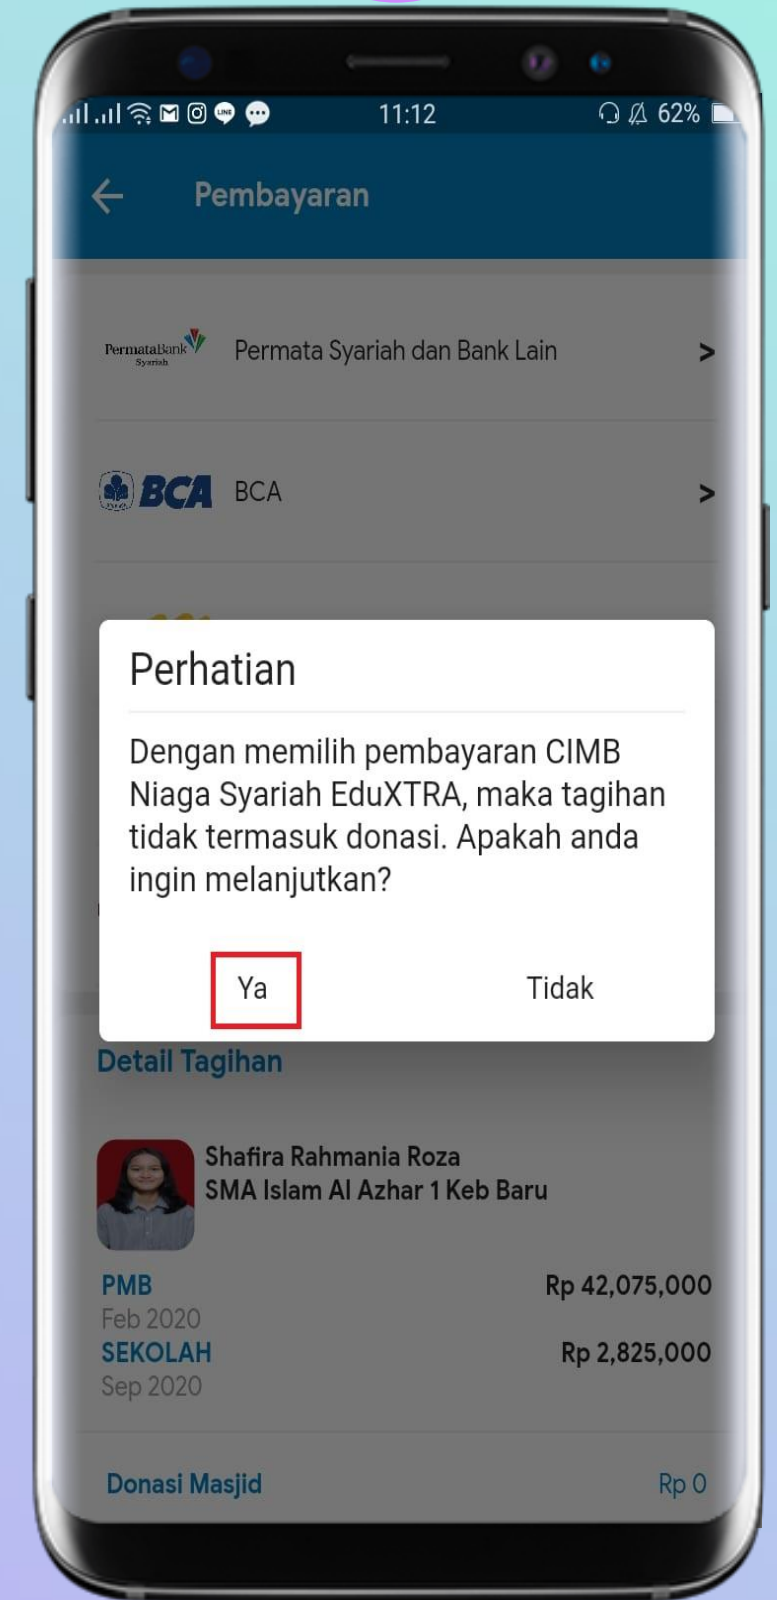 11:12
62%
Pembayaran
PermataBank
Syariah
Permata Syariah dan Bank Lain
>
BCA
BCA
>
Perhatian
Dengan memilih pembayaran CIMB
Niaga Syariah EduXTRA, maka tagihan
tidak termasuk donasi. Apakah anda
ingin melanjutkan?
Ya
Tidak
Detail Tagihan
Shafira Rahmania Roza
SMA Islam Al Azhar 1 Keb Baru
PMB
Rp 42,075,000
Feb 2020
SEKOLAH
Rp 2,825,000
Sep 2020
Donasi Masjid
Rp 0